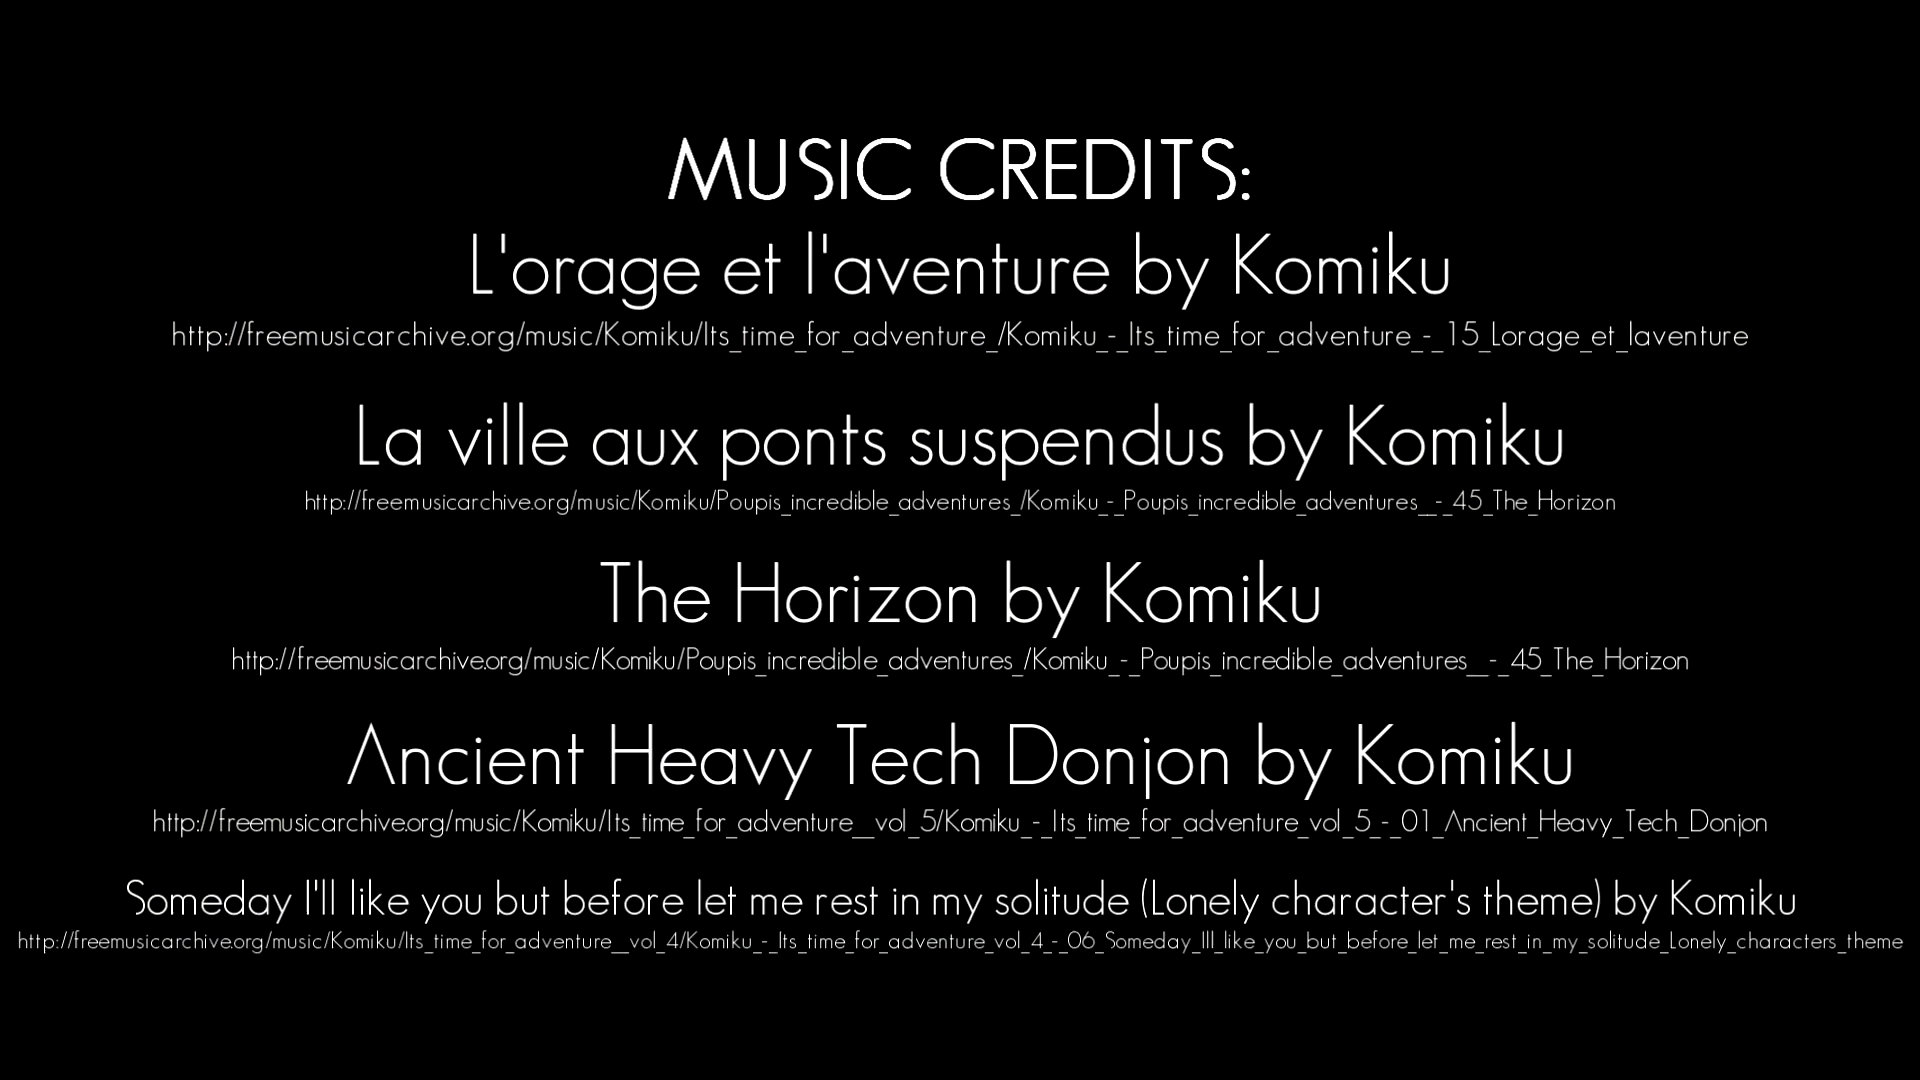 MUSIC CREDITS:
L'orage et l'aventure by Komiku
http://freemusicarchive.org/music/Komiku/Its_time_for_adventure_/Komiku_-_Its_time_for_adventure_-_15_Lorage_et_laventure
La ville aux ponts suspendus by Komiku
http://freemusicarchive.org/music/Komiku/Poupis_incredible_adventures_/Komiku_-_Poupis_incredible_adventures__-_45_The_Horizon
The Horizon by Komiku
http://freemusicarchive.org/music/Komiku/Poupis_incredible_adventures_/Komiku_-_Poupis_incredible_adventures__-_45_The_Horizon
Ancient Heavy Tech Donjon by Komiku
http://freemusicarchive.org/music/Komiku/Its_time_for_adventure__vol_5/Komiku_-_Its_time_for_adventure_vol_5_-_01_Ancient_Heavy_Tech_Donjon
Someday I'll like you but before let me rest in my solitude (Lonely character's theme) by Komiku
http://freemusicarchive.org/music/Komiku/Its_time_for_adventure__vol_4/Komiku_-_Its_time_for_adventure_vol_4_-_06_Someday_Ill_like_you_but_before_let_me_rest_in_my_solitude_Lonely_characters_theme